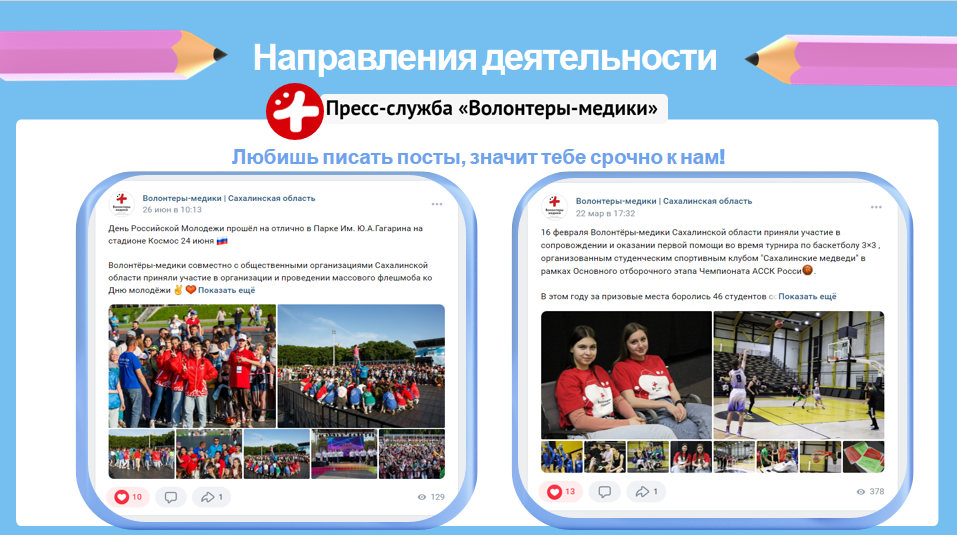 Направления деятельности
Пресс-служба «Волонтеры-медики»
Любишь писать посты, значит тебе срочно к нам!
Волонтеры-медики | Сахалинская область
26 июн в 10:13
День Российской Молодежи прошёл на отлично в Парке Им. Ю.А.Гагарина на
стадионе Космос 24 июня 🇷🇺
Волонтёры-медики совместно с общественными организациями Сахалинской
области приняли участие в организации и проведении массового флешмоба ко
Дню молодёжи ✌️ ❤️ Показать ещё
10
1
129
Волонтеры-медики | Сахалинская область
22 мар в 17:32
16 февраля Волонтёры-медики Сахалинской области приняли участие в
сопровождении и оказании первой помощи во время турнира по баскетболу 3×3 ,
организованным студенческим спортивным клубом "Сахалинские медведи" в
рамках Основного отборочного этапа Чемпионата АССК Росси🏀.
В этом году за призовые места боролись 46 студентов Показать ещё
13
1
378